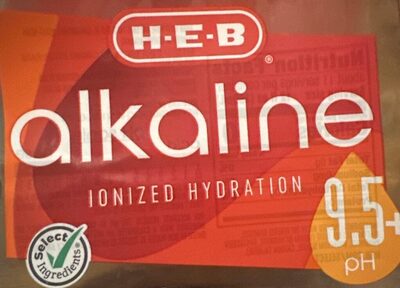 H-E-B®
alkaline
IONIZED HYDRATION
9.5+
pH
Select
Ingredients®